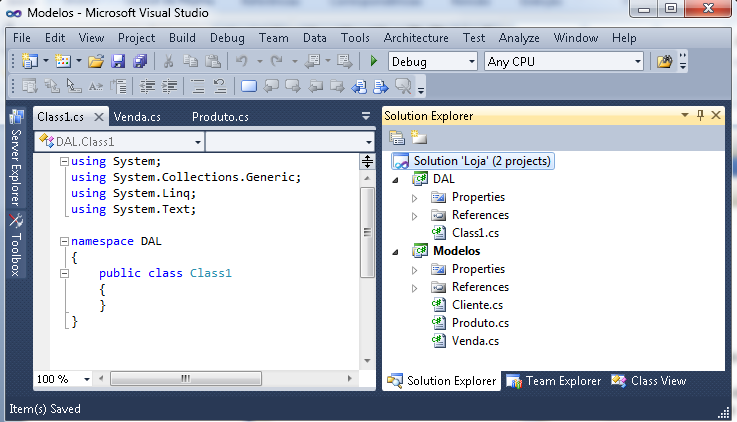 Modelos - Microsoft Visual Studio
File Edit View Project Build Debug Team Data Tools Architecture Test Analyze Window Help
Debug Any CPU
Server Explorer
Toolbox
Class1.cs Venda.cs Produto.cs
DAL.Class1
using System;
using System.Collections.Generic;
using System.Linq;
using System.Text;
namespace DAL
{
public class Class1
{
}
}
100 %
Solution Explorer
Solution 'Loja' (2 projects)
DAL
Properties
References
Class1.cs
Modelos
Properties
References
Cliente.cs
Produto.cs
Venda.cs
Solution Explorer Team Explorer Class View
Item(s) Saved